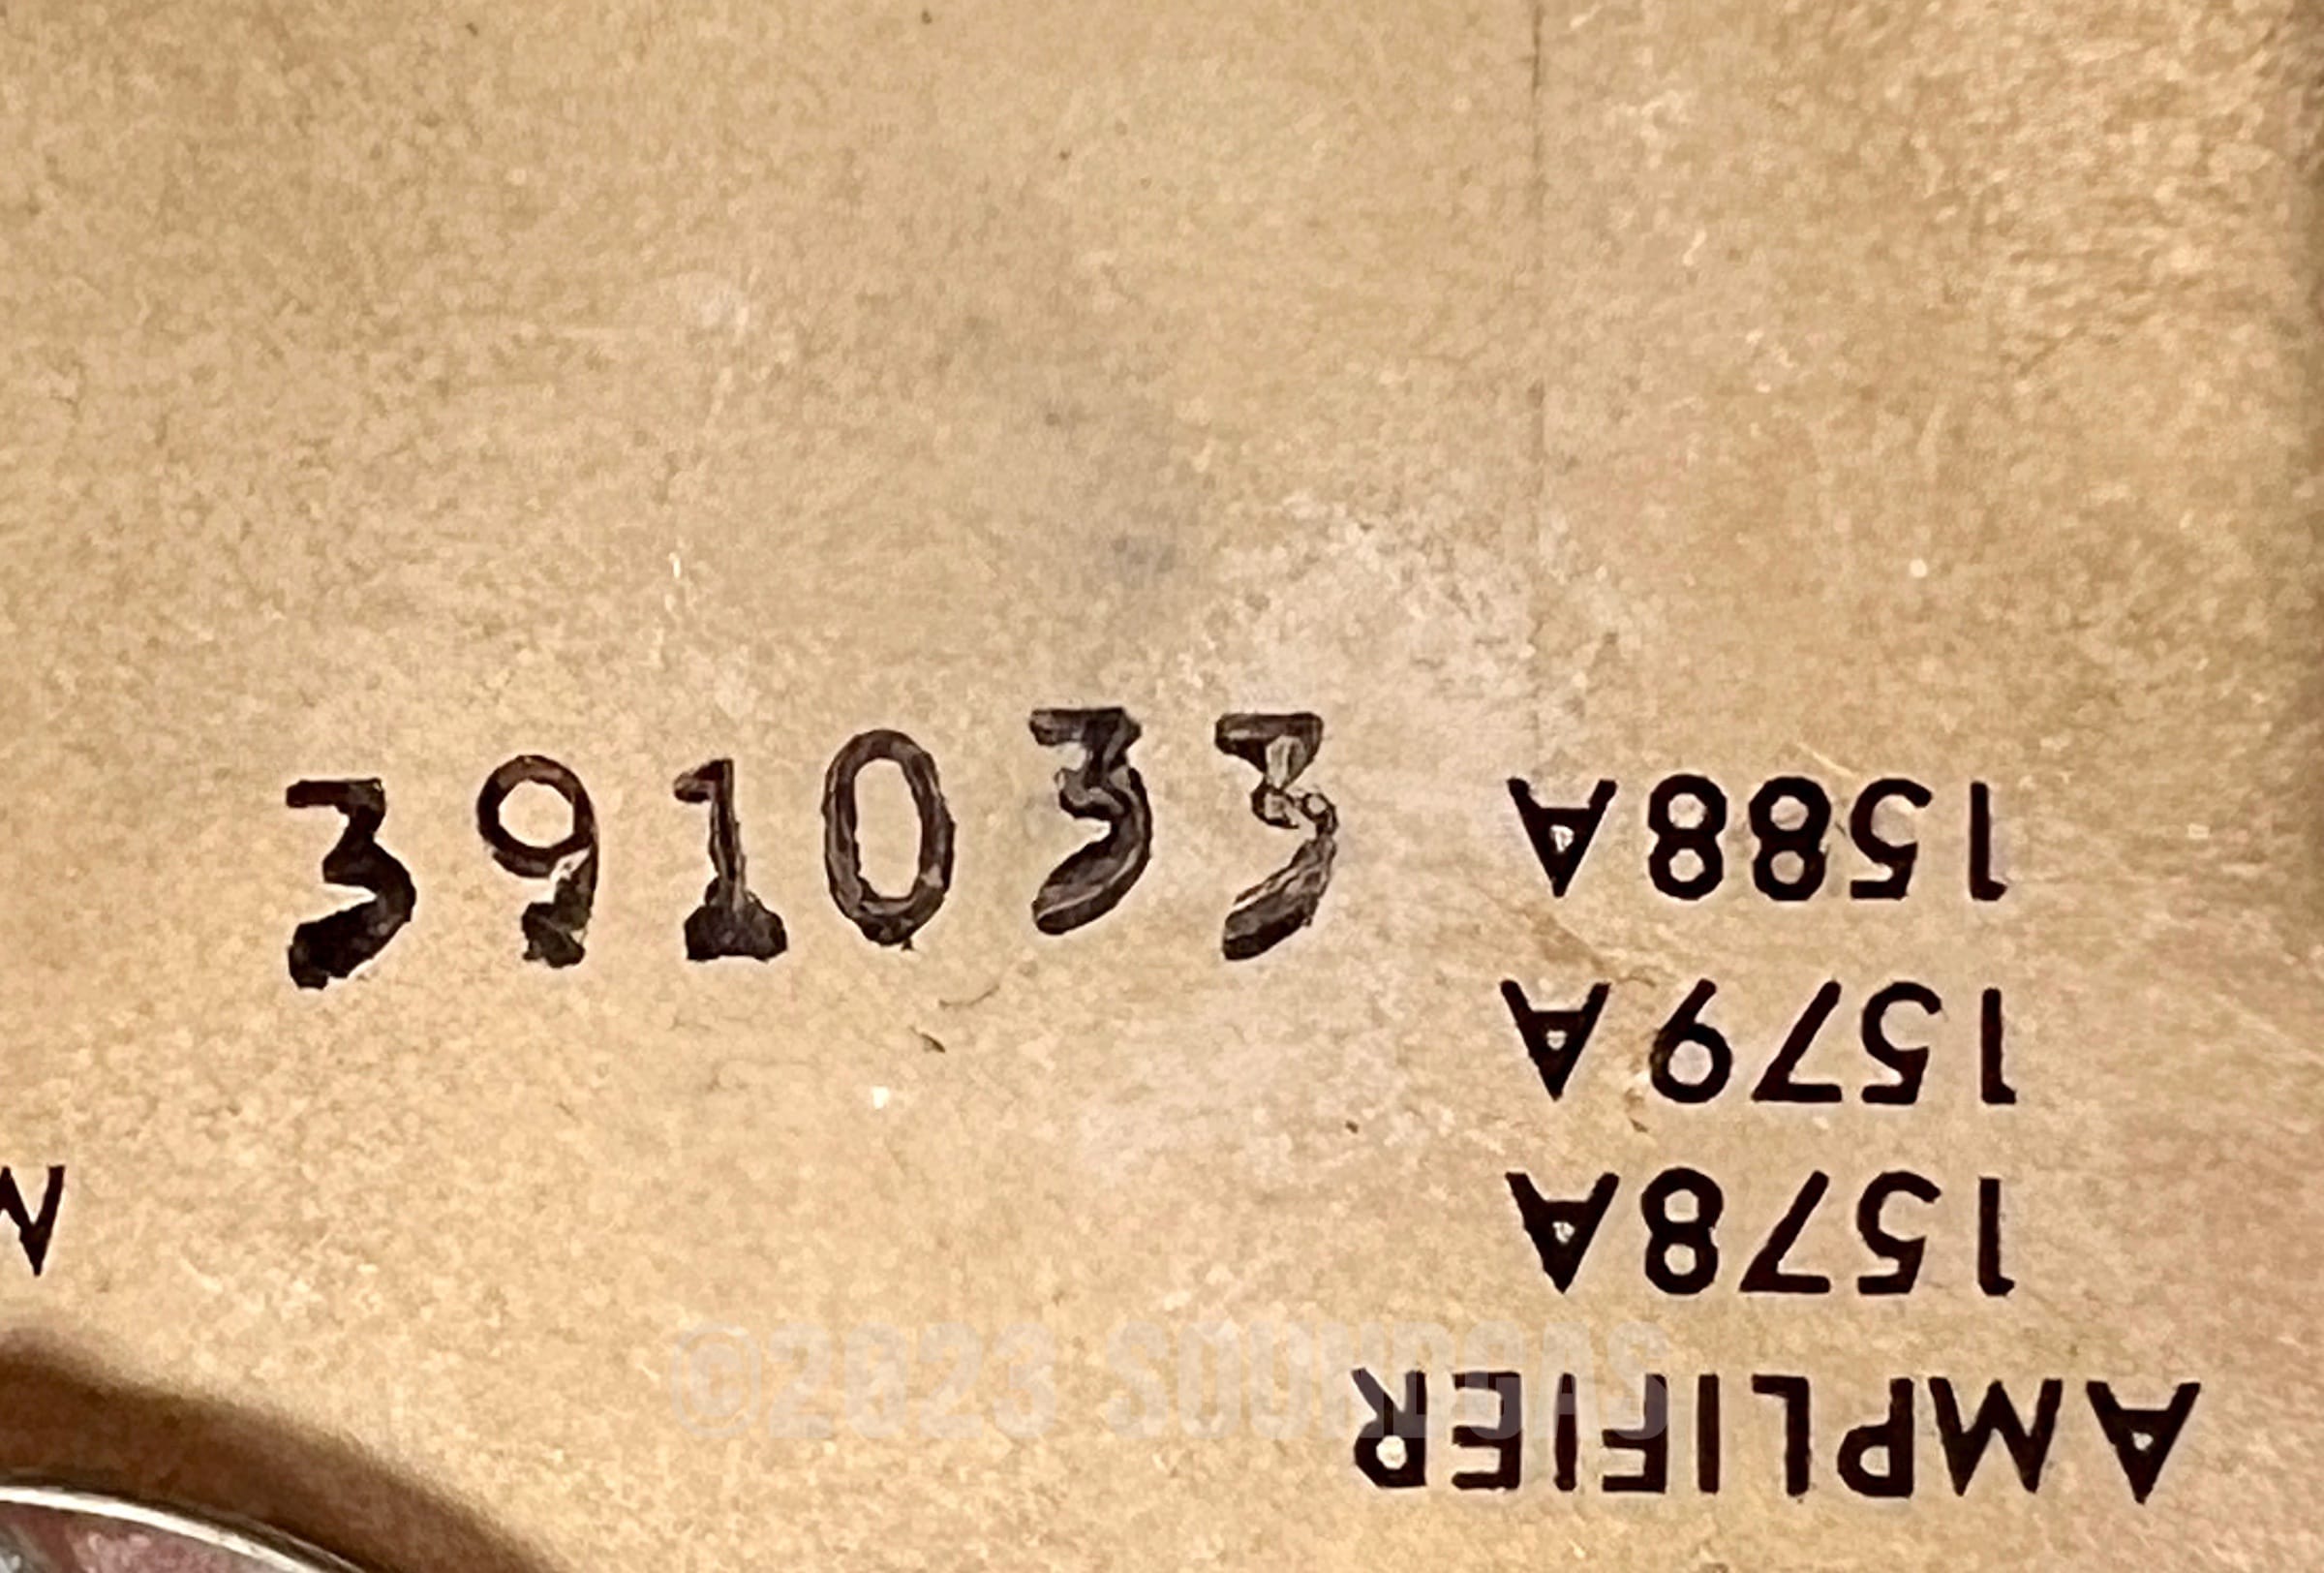 391033
AMPLIFIER
1578A
1579A
1588A
M
©2023 SOUNDGAS